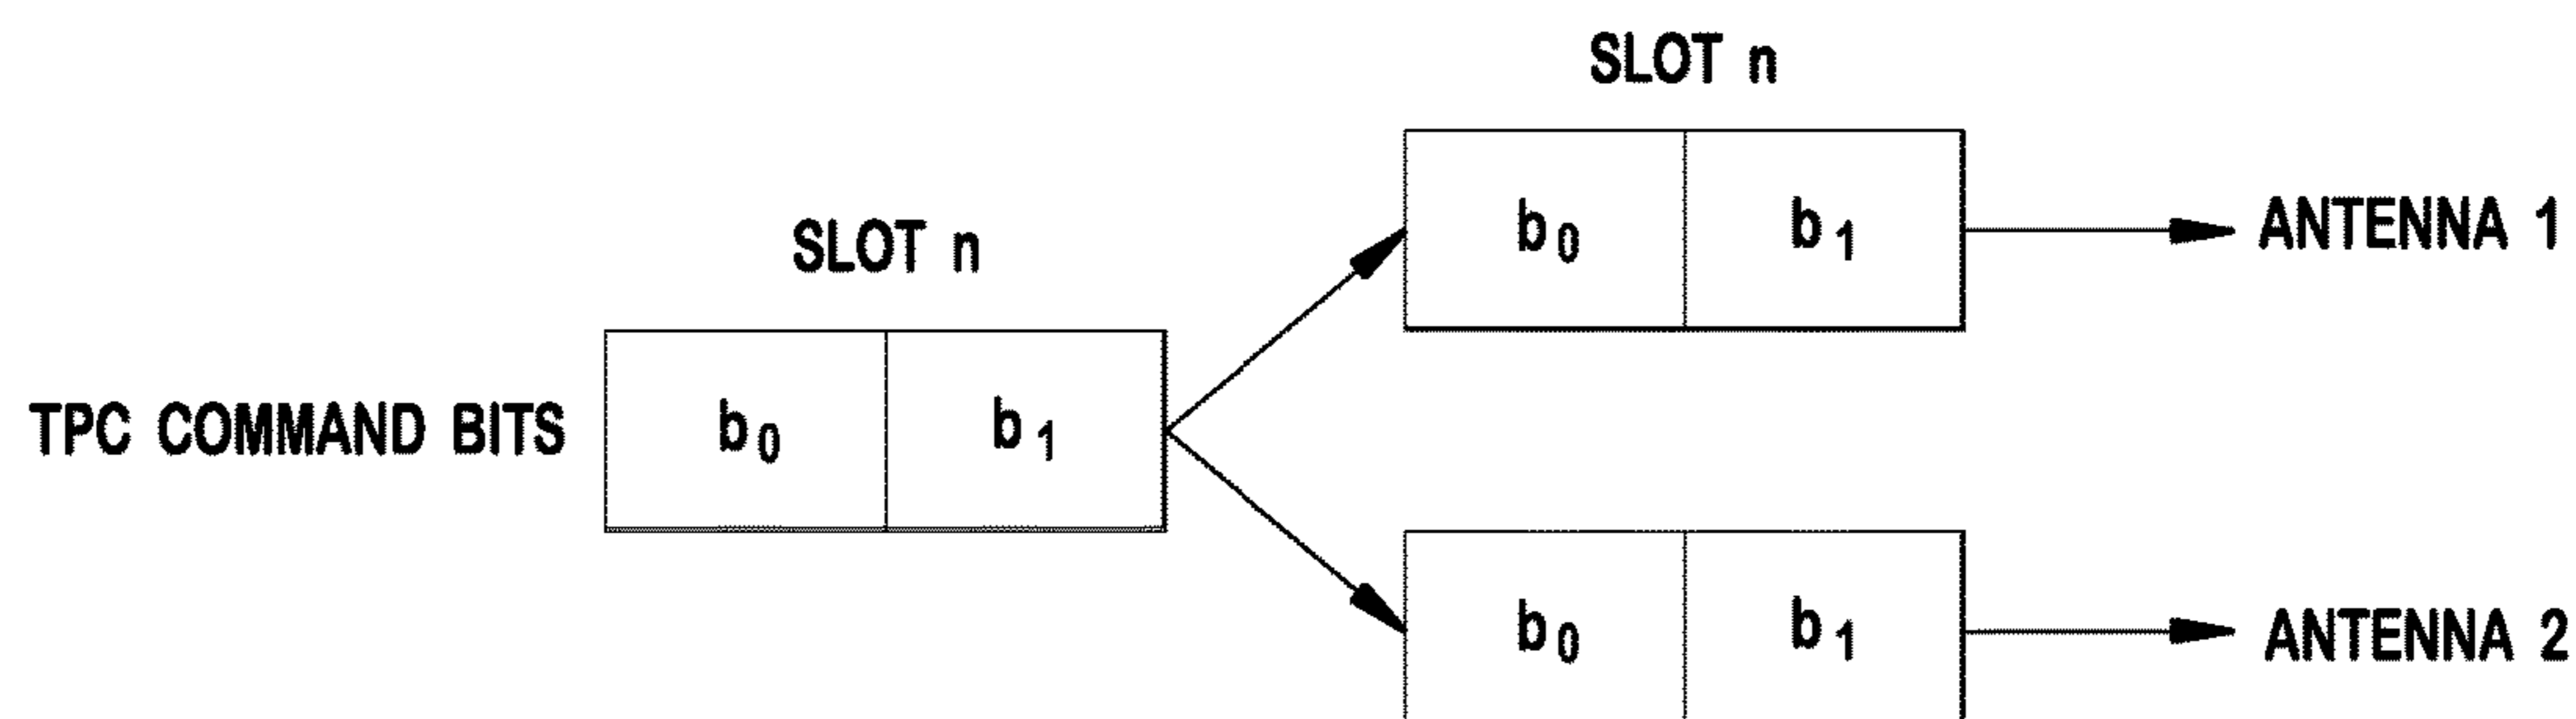 SLOT n
SLOT n
b0 b1 ANTENNA 1
TPC COMMAND BITS b0 b1
b0 b1 ANTENNA 2